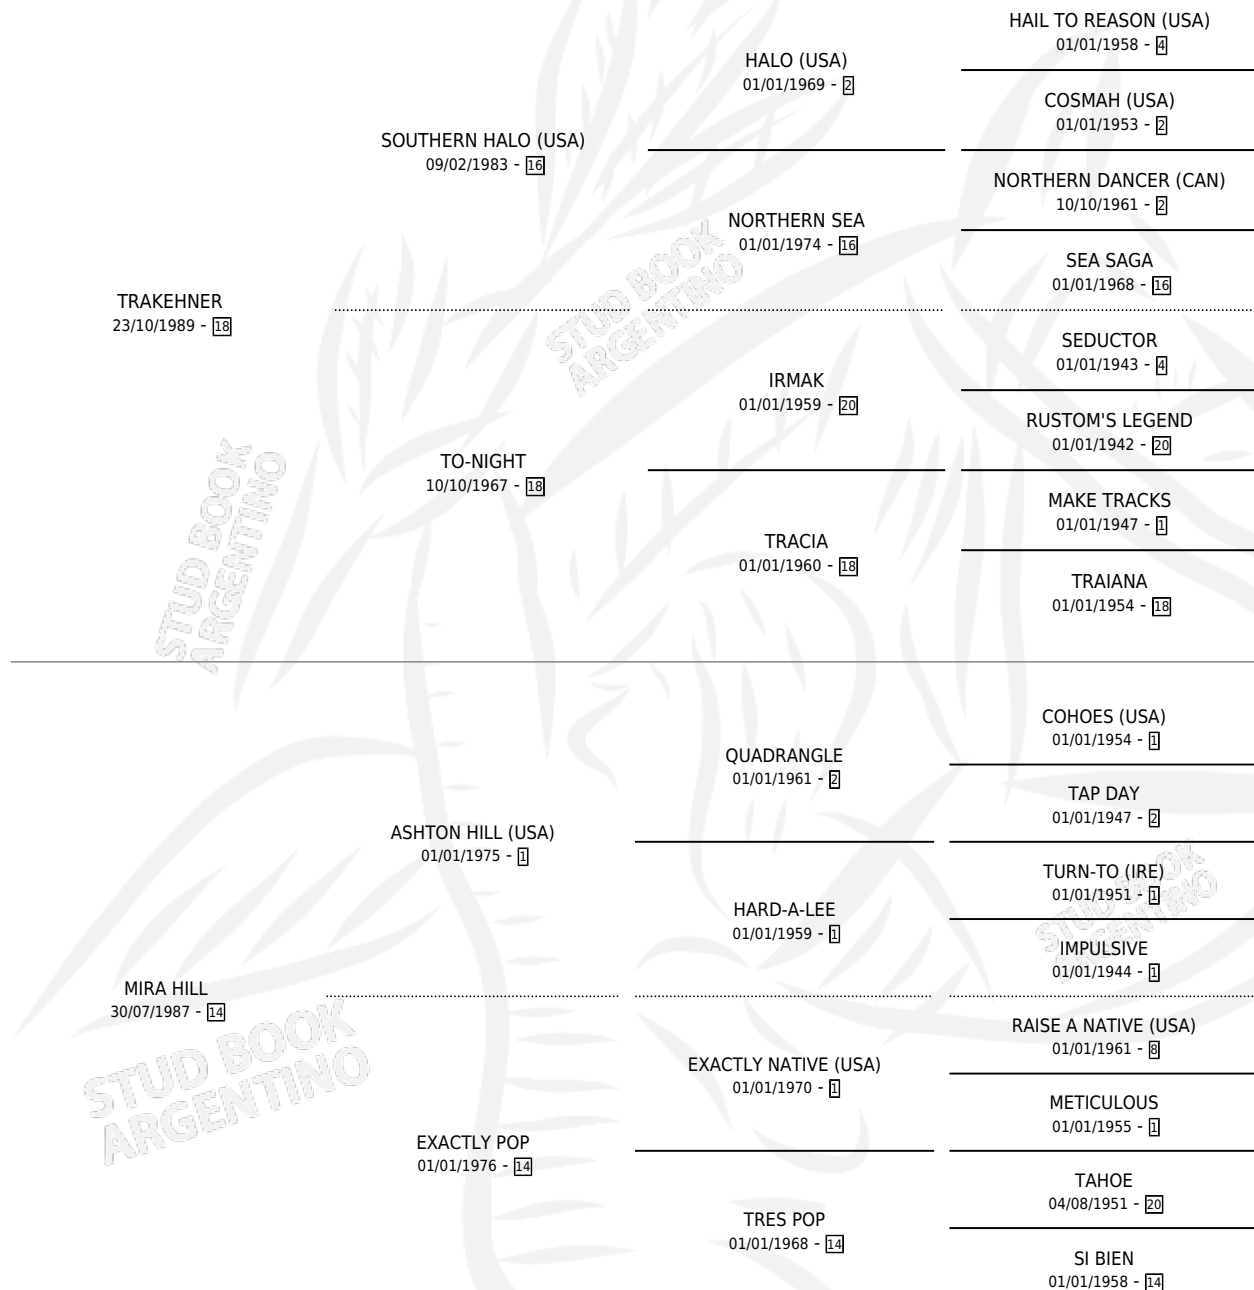 HAIL TO REASON (USA)
01/01/1958 - 4
HALO (USA)
01/01/1969 - 2
COSMAH (USA)
01/01/1953 - 2
SOUTHERN HALO (USA)
09/02/1983 - 16
NORTHERN DANCER (CAN)
10/10/1961 - 2
NORTHERN SEA
01/01/1974 - 16
SEA SAGA
01/01/1968 - 16
TRAKEHNER
23/10/1989 - 18
STUD BOOK
ARGENTINO
SEDUCTOR
01/01/1943 - 4
IRMAK
01/01/1959 - 20
RUSTOM'S LEGEND
01/01/1942 - 20
TO-NIGHT
10/10/1967 - 18
MAKE TRACKS
01/01/1947 - 1
TRACIA
01/01/1960 - 18
TRAIANA
01/01/1954 - 18
STUD BOOK
ARGENTINO
COHOES (USA)
01/01/1954 - 1
QUADRANGLE
01/01/1961 - 2
TAP DAY
01/01/1947 - 2
ASHTON HILL (USA)
01/01/1975 - 1
TURN-TO (IRE)
01/01/1951 - 1
HARD-A-LEE
01/01/1959 - 1
IMPULSIVE
01/01/1944 - 1
STUD BOOK
ARGENTINO
MIRA HILL
30/07/1987 - 14
RAISE A NATIVE (USA)
01/01/1961 - 8
EXACTLY NATIVE (USA)
01/01/1970 - 1
METICULOUS
01/01/1955 - 1
STUD BOOK
ARGENTINO
EXACTLY POP
01/01/1976 - 14
TAHOE
04/08/1951 - 20
TRES POP
01/01/1968 - 14
SI BIEN
01/01/1958 - 14